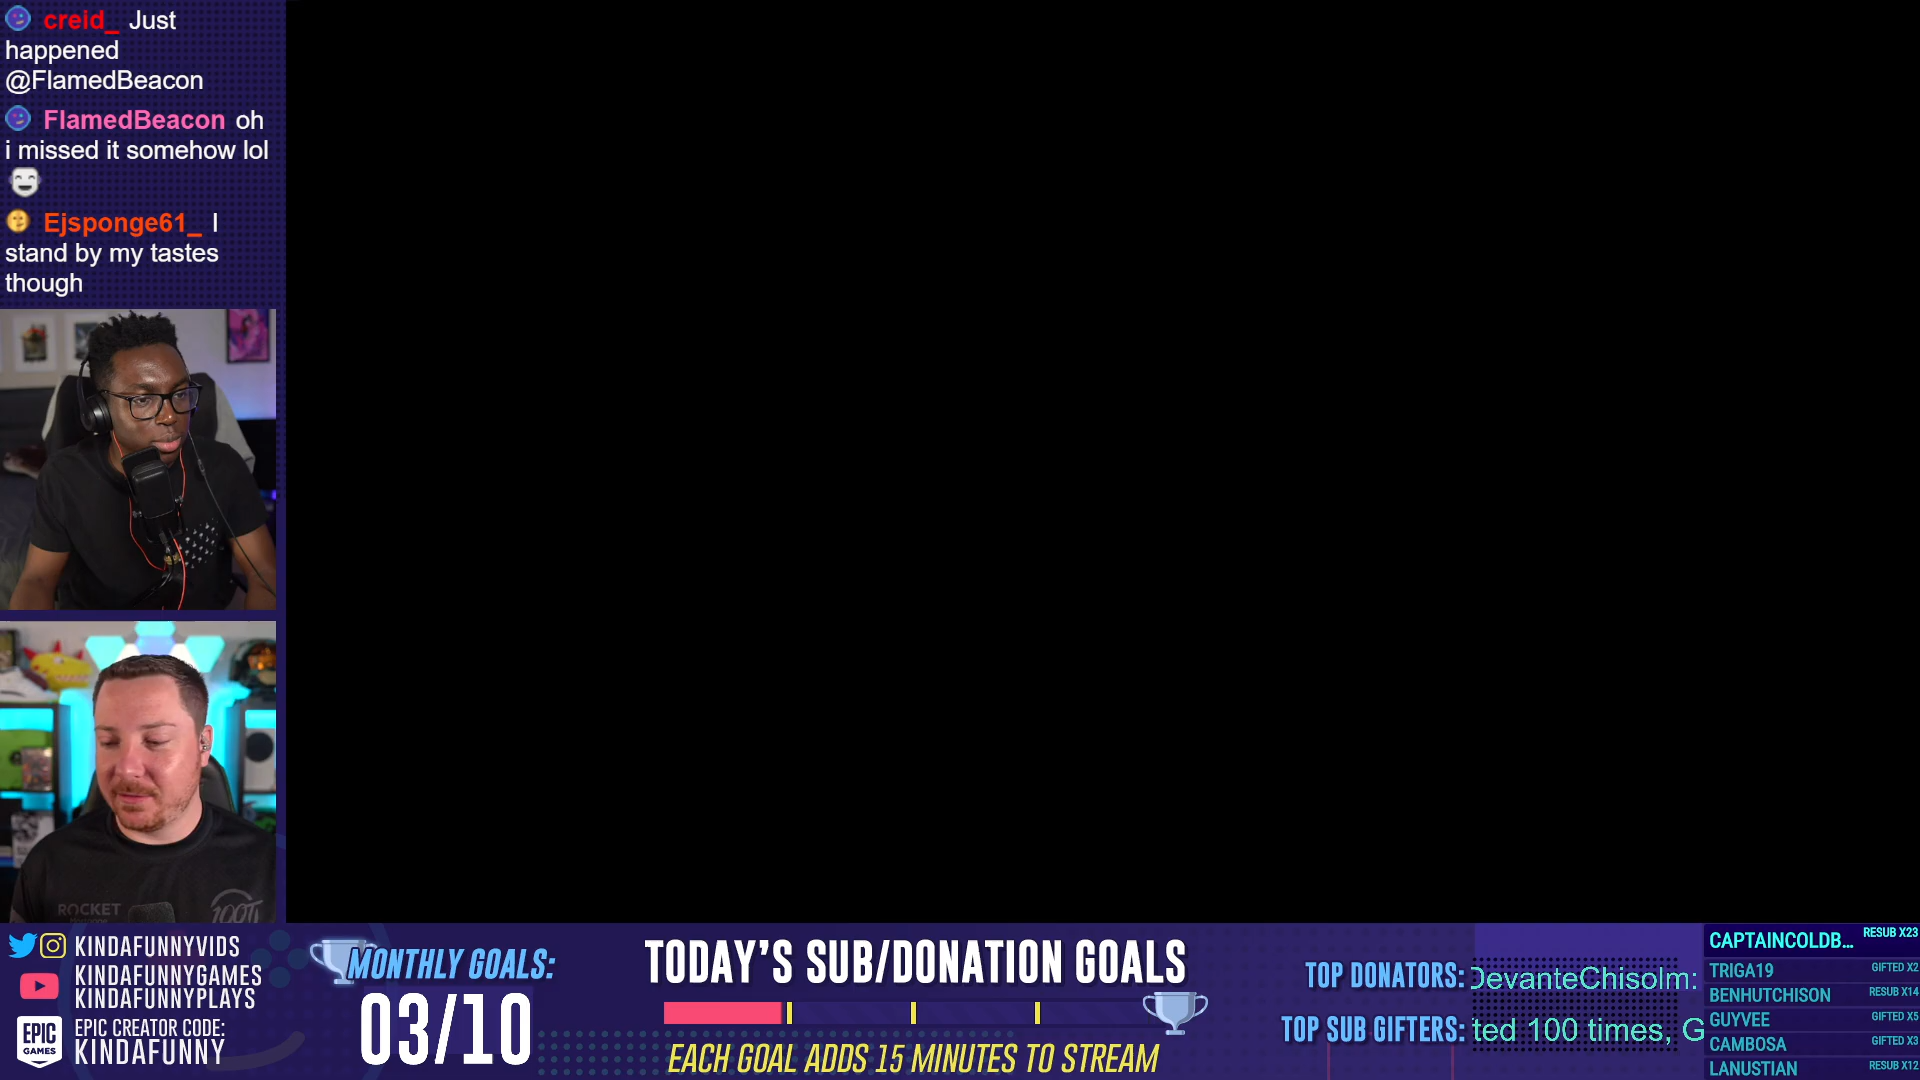 creid_ Just
happened
@FlamedBeacon
FlamedBeacon oh
i missed it somehow lol
Ejsponge61_ I
stand by my tastes
though
ROCKET
KINDAFUNNYVIDS
KINDAFUNNYGAMES
KINDAFUNNYPLAYS
EPIC
GAMES
EPIC CREATOR CODE:
KINDAFUNNY
MONTHLY GOALS:
03/10
TODAY'S SUB/DONATION GOALS
EACH GOAL ADDS 15 MINUTES TO STREAM
TOP DONATORS: DevanteChisolm:
TOP SUB GIFTERS: ted 100 times, G
CAPTAINCOLDB... RESUB X23
TRIGA19 GIFTED X2
BENHUTCHISON RESUB X14
GUYVEE GIFTED X5
CAMBOSA GIFTED X3
LANUSTIAN RESUB X12